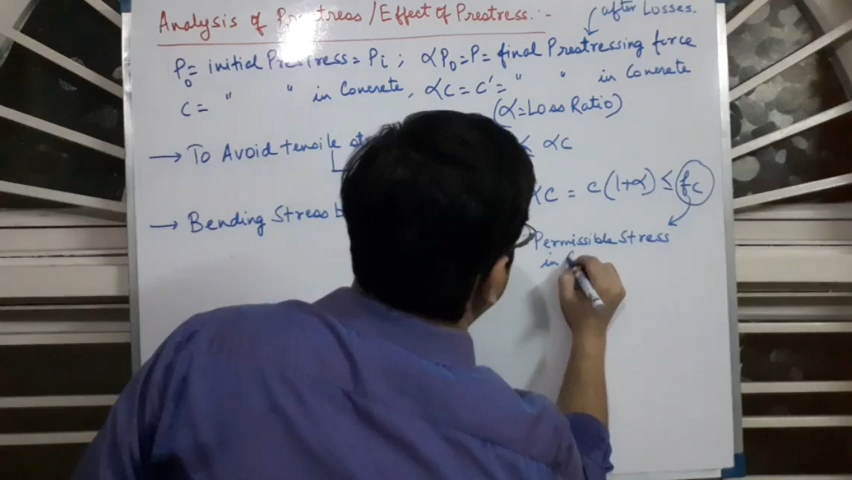 Analysis of Prestress / Effect of Prestress :-
after Losses.
P₀ = initial Prestress = Pi ; αP₀ = P = final Prestressing force
C = " " in Concrete, αC = C' = " " in Concrete
(α = Loss Ratio)
→ To Avoid tensile αC
C = C(1+α) ≤ fc
→ Bending Stress
Permissible Stress
in